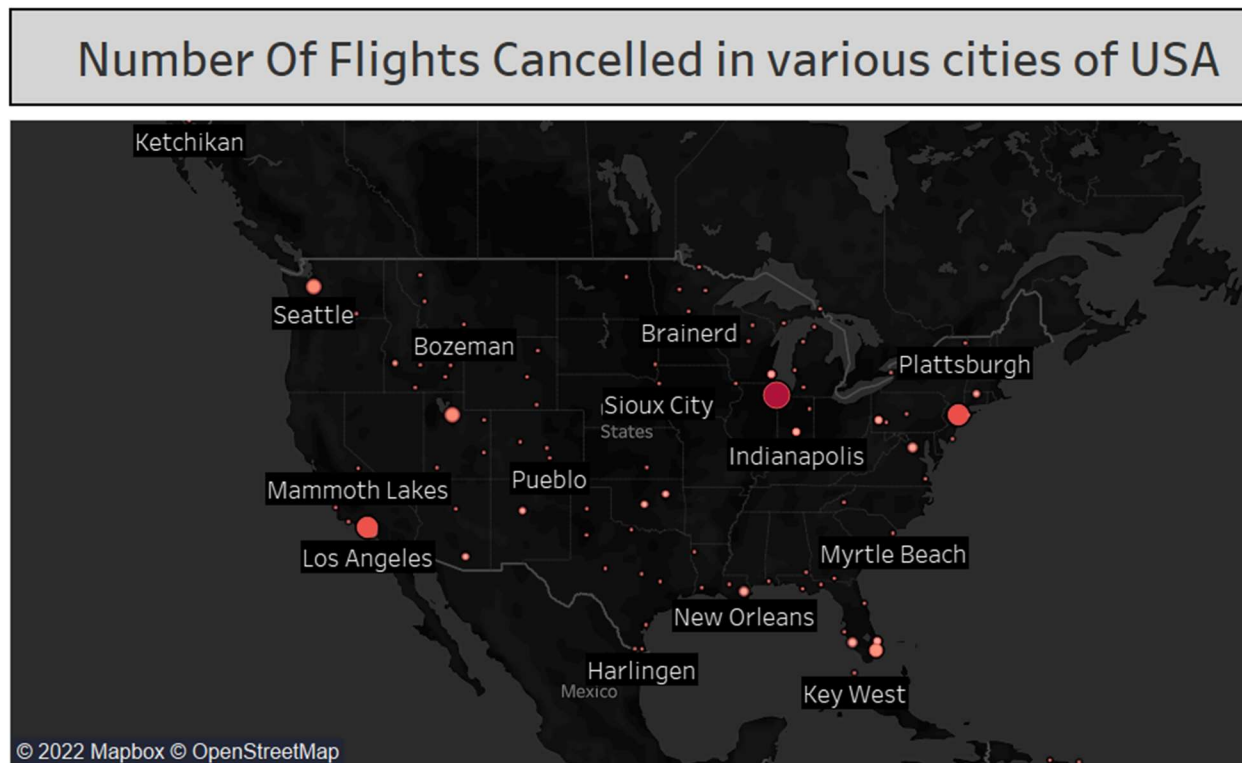 Number Of Flights Cancelled in various cities of USA
Ketchikan
Seattle
Bozeman
Brainerd
Plattsburgh
Sioux City
States
Indianapolis
Pueblo
Mammoth Lakes
Los Angeles
Myrtle Beach
New Orleans
Harlingen
Mexico
Key West
© 2022 Mapbox © OpenStreetMap